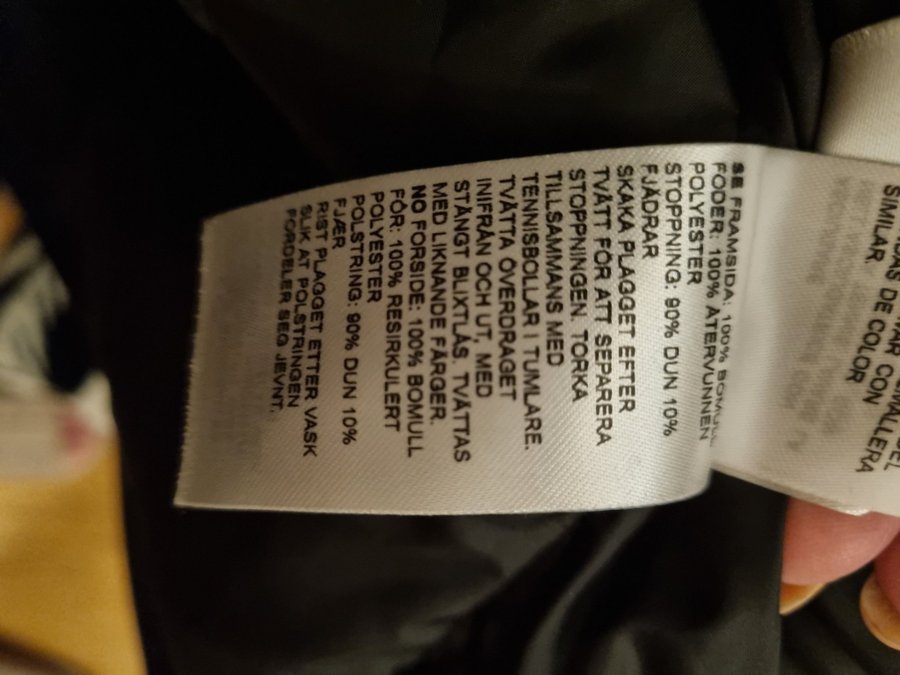 SIMILAR
DE COLOR
SE FRAMSIDA: 100% BOMULL
FODER: 100% ÅTERVUNNEN
POLYESTER
STOPPNING: 90% DUN 10%
FJÄDRAR
SKAKA PLAGGET EFTER
TVÄTT FÖR ATT SEPARERA
STOPPNINGEN. TORKA
TILLSAMMANS MED
TENNISBOLLAR I TUMLARE.
TVÄTTA ÖVERDRAGET
INIFRÅN OCH UT, MED
STÄNGT BLIXTLÅS. TVÄTTAS
MED LIKNANDE FÄRGER.
NO FORSIDE: 100% BOMULL
FÔR: 100% RESIRKULERT
POLYESTER
POLSTRING: 90% DUN 10%
FJÆR
RIST PLAGGET ETTER VASK
SLIK AT POLSTRINGEN
FORDELER SEG JEVNT.